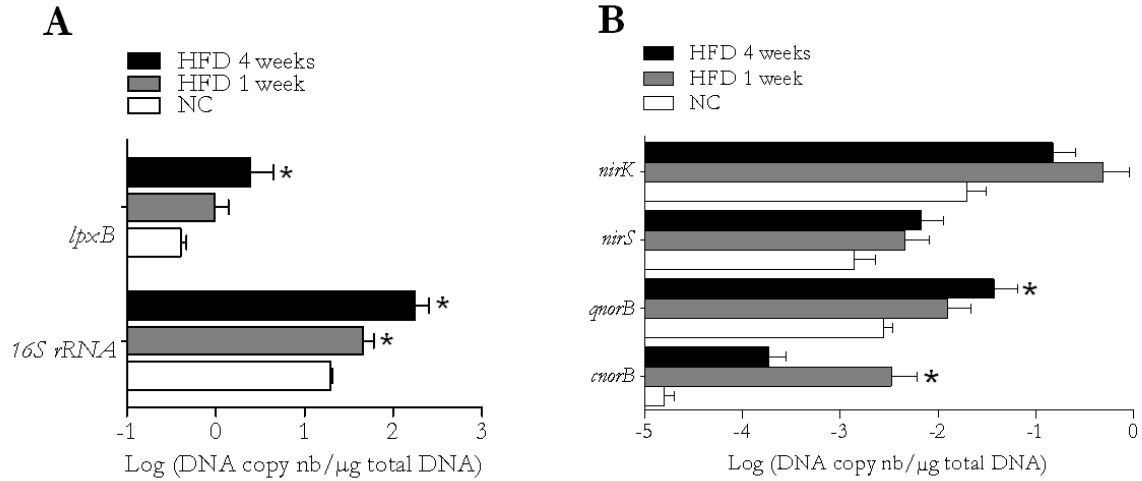 A
HFD 4 weeks
HFD 1 week
NC
*
lpxB
*
*
16S rRNA
-1 0 1 2 3
Log (DNA copy nb/µg total DNA)
B
HFD 4 weeks
HFD 1 week
NC
nirK
nirS
*
qnorB
*
cnorB
-5 -4 -3 -2 -1 0
Log (DNA copy nb/µg total DNA)